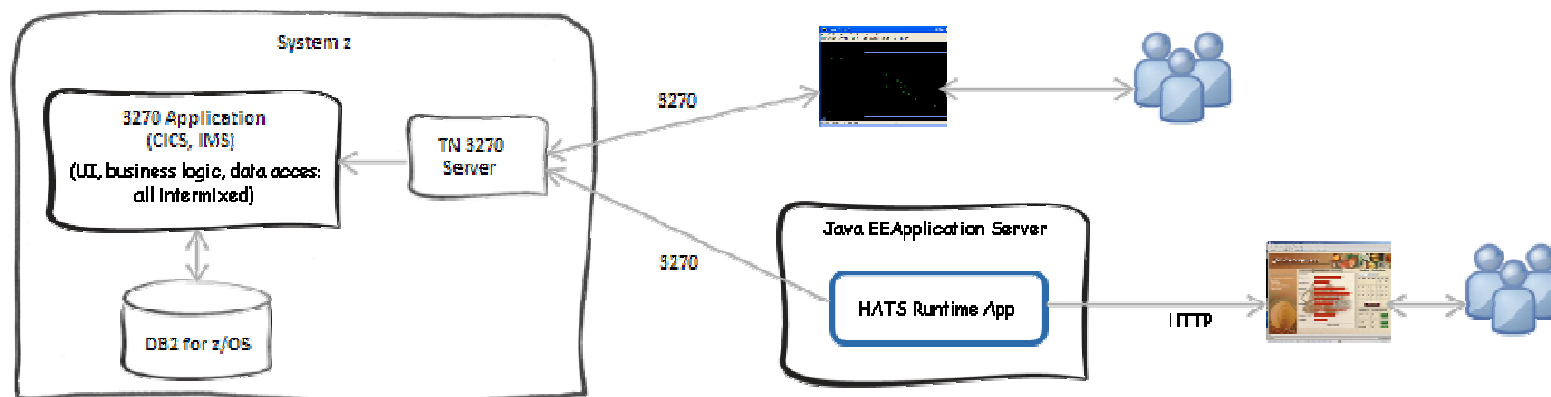 System z
3270 Application
(CICS, IMS)
(UI, business logic, data acces:
all intermixed)
TN 3270
Server
DB2 for z/OS
3270
3270
Java EEApplication Server
HATS Runtime App
HTTP